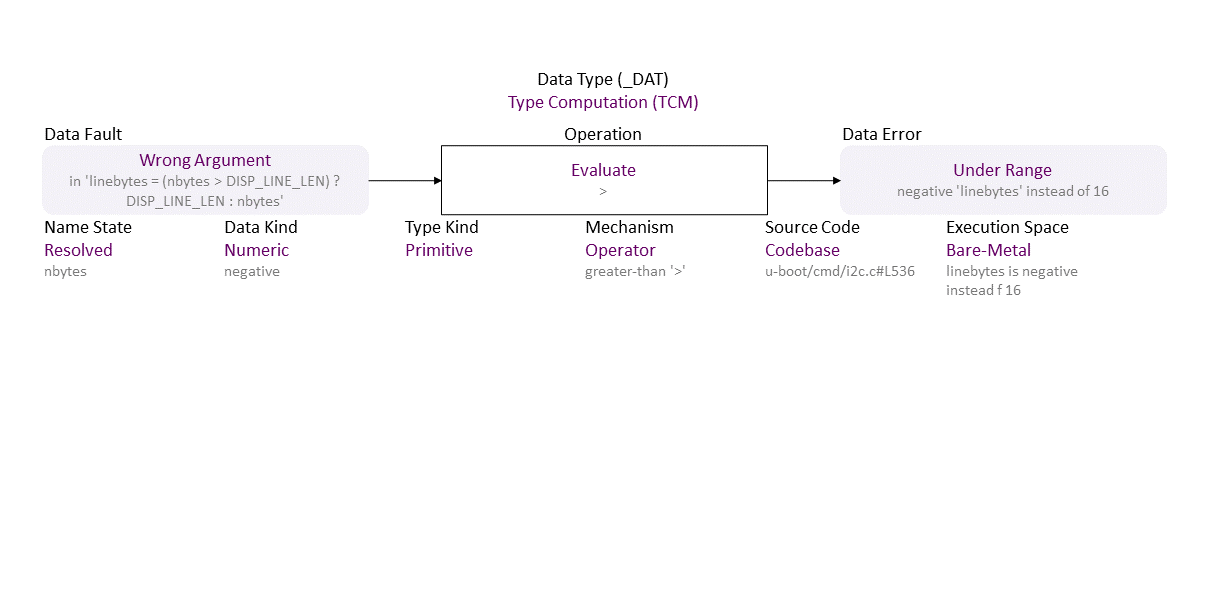 Data Type (_DAT)
Type Computation (TCM)
Data Fault
Operation
Data Error
Wrong Argument
in 'linebytes = (nbytes > DISP_LINE_LEN) ?
DISP_LINE_LEN : nbytes'
Evaluate
>
Under Range
negative 'linebytes' instead of 16
Name State
Resolved
nbytes
Data Kind
Numeric
negative
Type Kind
Primitive
Mechanism
Operator
greater-than '>'
Source Code
Codebase
u-boot/cmd/i2c.c#L536
Execution Space
Bare-Metal
linebytes is negative
instead f 16